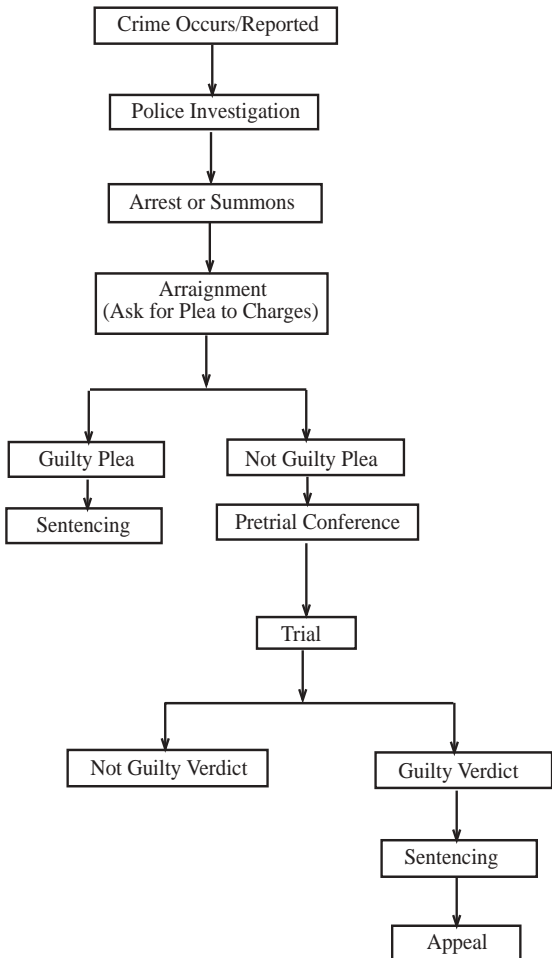 Crime Occurs/Reported
Police Investigation
Arrest or Summons
Arraignment
(Ask for Plea to Charges)
Guilty Plea
Not Guilty Plea
Sentencing
Pretrial Conference
Trial
Not Guilty Verdict
Guilty Verdict
Sentencing
Appeal